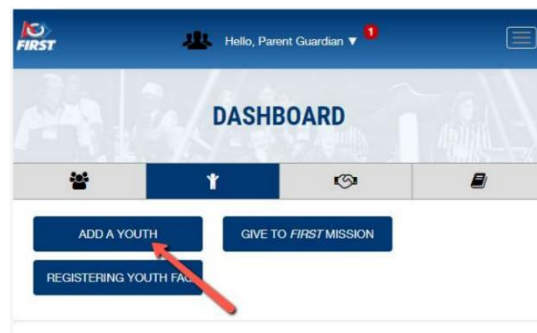 FIRST
Hello, Parent Guardian ▼ 1
DASHBOARD
ADD A YOUTH
GIVE TO FIRST MISSION
REGISTERING YOUTH FAQ